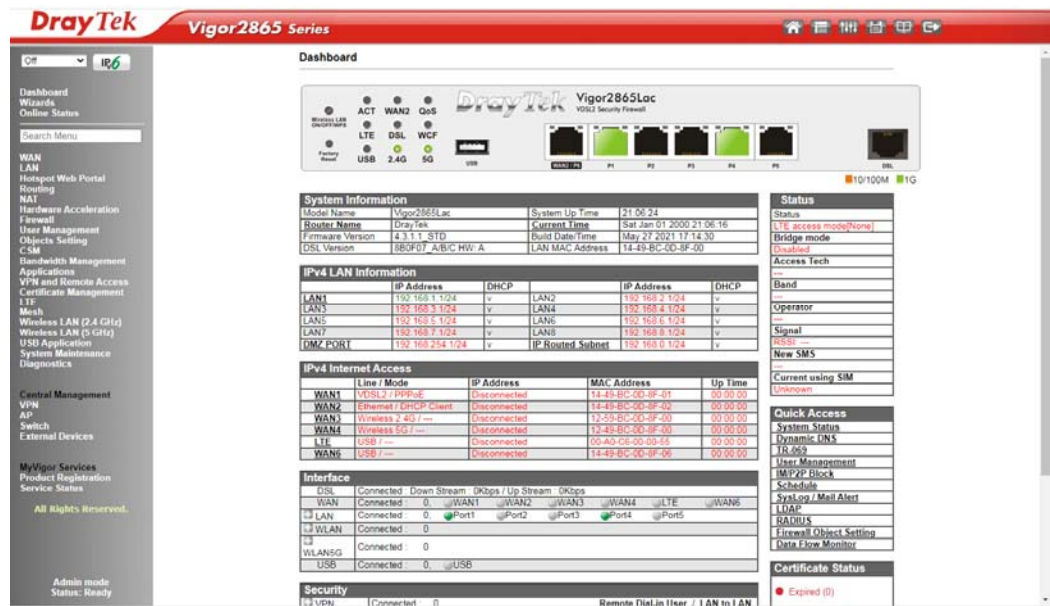 DrayTek Vigor2865 Series
Off IPv6
Dashboard
Wizards
Online Status
Search Menu
WAN
LAN
Hotspot Web Portal
Routing
NAT
Hardware Acceleration
Firewall
User Management
Objects Setting
CSM
Bandwidth Management
Applications
VPN and Remote Access
Certificate Management
LTE
Mesh
Wireless LAN (2.4 GHz)
Wireless LAN (5 GHz)
USB Application
System Maintenance
Diagnostics
Central Management
VPN
AP
Switch
External Devices
MyVigor Services
Product Registration
Service Status
All Rights Reserved.
Admin mode
Status: Ready
Dashboard
DrayTek Vigor2865Lac
VDSL2 Security Firewall
Wireless LAN
ON/OFF/WPS
ACT WAN2 QoS
LTE DSL WCF
Factory
Reset
USB 2.4G 5G
USB
WAN2 / P6 P1 P2 P3 P4 P5 DSL
10/100M 1G
System Information
Model Name Vigor2865Lac System Up Time 21:06:24
Router Name DrayTek Current Time Sat Jan 01 2000 21:06:16
Firmware Version 4.3.1.1_STD Build Date/Time May 27 2021 17:14:30
DSL Version 8B0F07_A/B/C HW: A LAN MAC Address 14-49-BC-0D-8F-00
IPv4 LAN Information
IP Address DHCP IP Address DHCP
LAN1 192.168.1.1/24 v LAN2 192.168.2.1/24 v
LAN3 192.168.3.1/24 v LAN4 192.168.4.1/24 v
LAN5 192.168.5.1/24 v LAN6 192.168.6.1/24 v
LAN7 192.168.7.1/24 v LAN8 192.168.8.1/24 v
DMZ PORT 192.168.254.1/24 v IP Routed Subnet 192.168.0.1/24 v
IPv4 Internet Access
Line / Mode IP Address MAC Address Up Time
WAN1 VDSL2 / PPPoE Disconnected 14-49-BC-0D-8F-01 00:00:00
WAN2 Ethernet / DHCP Client Disconnected 14-49-BC-0D-8F-02 00:00:00
WAN3 Wireless 2.4G / --- Disconnected 12-59-BC-0D-8F-00 00:00:00
WAN4 Wireless 5G / --- Disconnected 12-49-BC-0D-8F-00 00:00:00
LTE USB / --- Disconnected 00-A0-C6-00-00-55 00:00:00
WAN6 USB / --- Disconnected 14-49-BC-0D-8F-06 00:00:00
Interface
DSL Connected : Down Stream : 0Kbps / Up Stream : 0Kbps
WAN Connected : 0, WAN1 WAN2 WAN3 WAN4 LTE WAN6
LAN Connected : 0, Port1 Port2 Port3 Port4 Port5
WLAN Connected : 0
WLAN5G Connected : 0
USB Connected : 0, USB
Security
VPN Connected : 0 Remote Dial-in User / LAN to LAN
Status
Status
LTE access mode[None]
Bridge mode
Disabled
Access Tech
---
Band
---
Operator
---
Signal
RSSI: ---
New SMS
---
Current using SIM
Unknown
Quick Access
System Status
Dynamic DNS
TR-069
User Management
IM/P2P Block
Schedule
SysLog / Mail Alert
LDAP
RADIUS
Firewall Object Setting
Data Flow Monitor
Certificate Status
Expired (0)